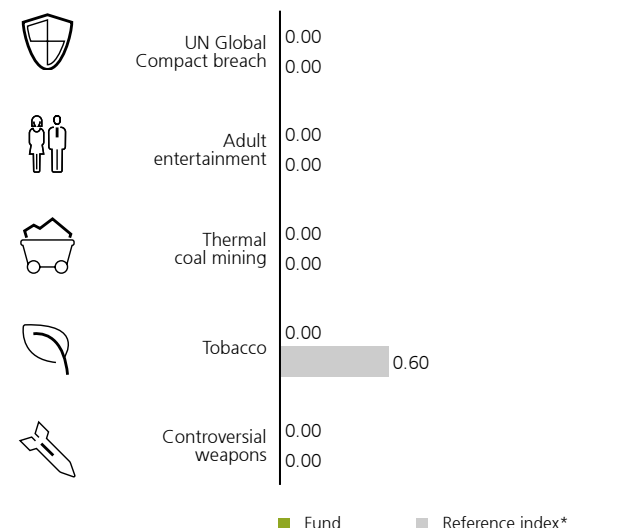 UN Global
Compact breach
0.00
0.00
Adult
entertainment
0.00
0.00
Thermal
coal mining
0.00
0.00
Tobacco
0.00
0.60
Controversial
weapons
0.00
0.00
Fund
Reference index*